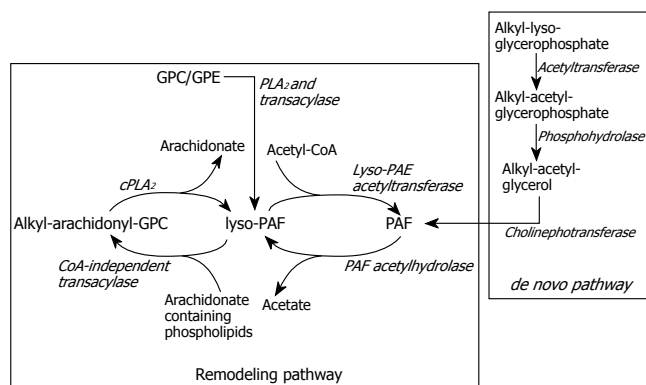 Alkyl-lyso-
glycerophosphate
Acetyltransferase
Alkyl-acetyl-
glycerophosphate
Phosphohydrolase
Alkyl-acetyl-
glycerol
Cholinephotransferase
de novo pathway
GPC/GPE
PLA₂ and
transacylase
Arachidonate
Acetyl-CoA
cPLA₂
Lyso-PAE
acetyltransferase
Alkyl-arachidonyl-GPC
lyso-PAF
PAF
CoA-independent
transacylase
PAF acetylhydrolase
Arachidonate
containing
phospholipids
Acetate
Remodeling pathway